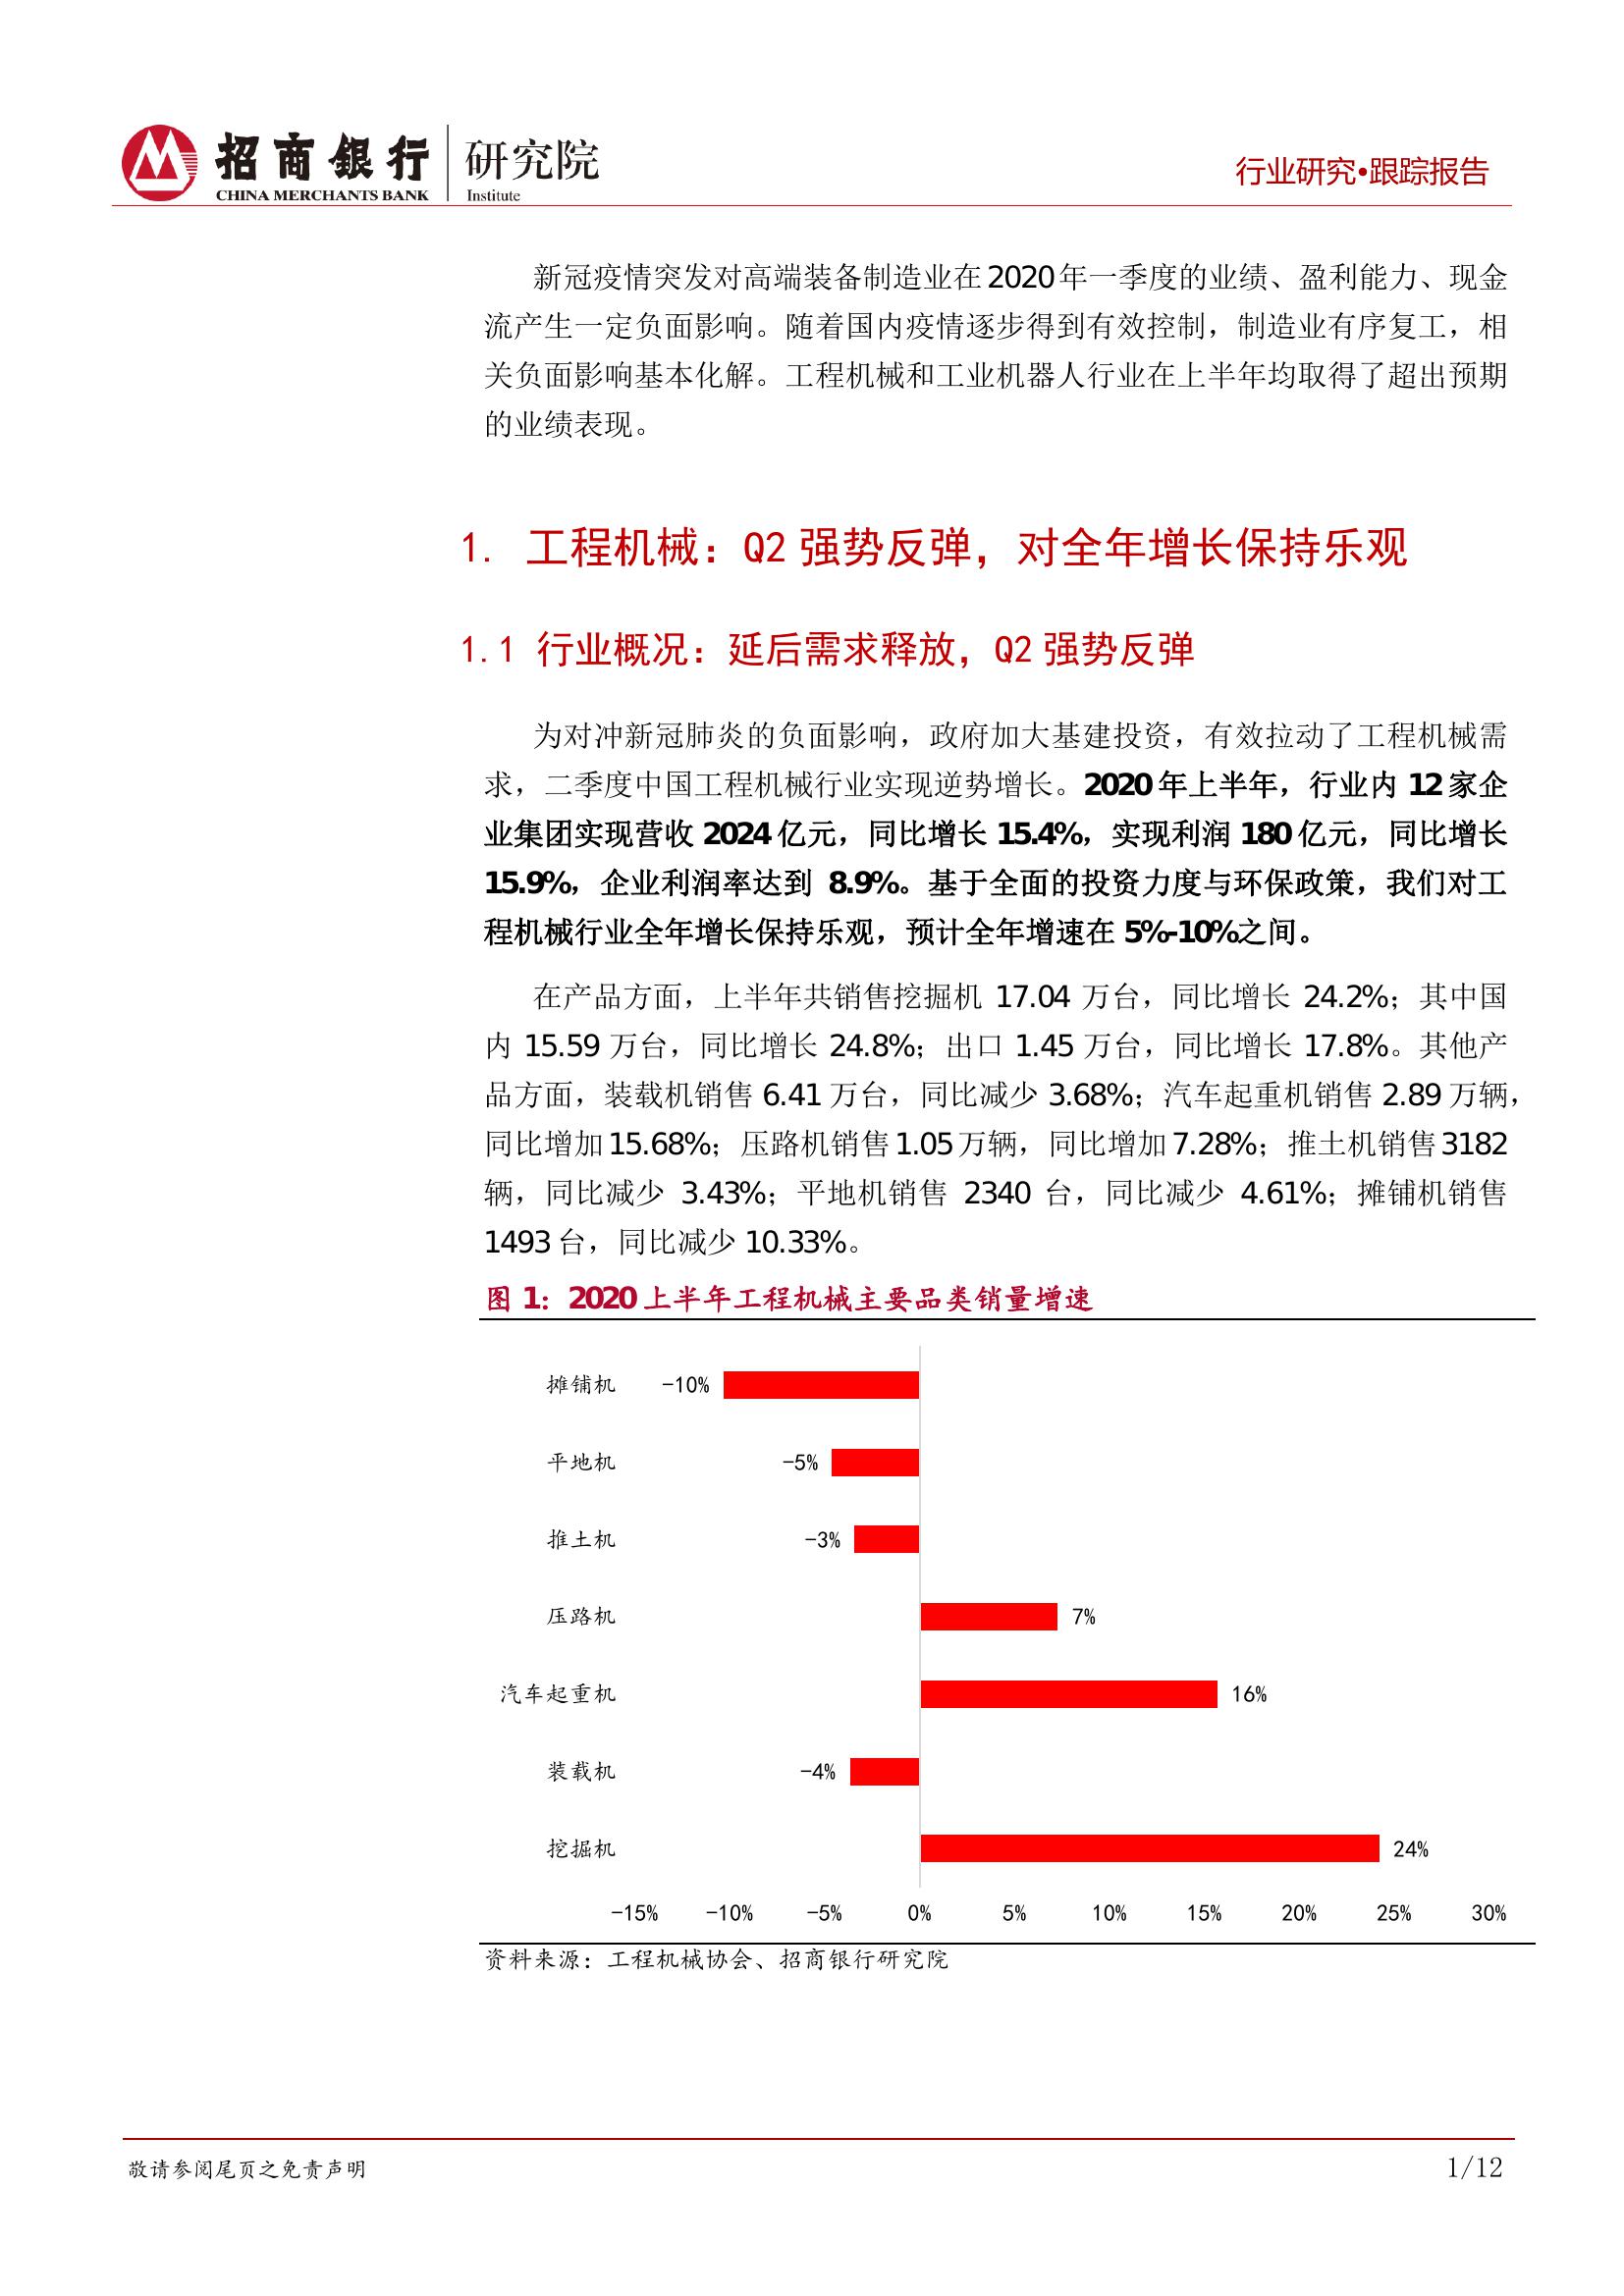 招商银行 研究院
CHINA MERCHANTS BANK Institute
行业研究•跟踪报告
新冠疫情突发对高端装备制造业在2020年一季度的业绩、盈利能力、现金
流产生一定负面影响。随着国内疫情逐步得到有效控制，制造业有序复工，相
关负面影响基本化解。工程机械和工业机器人行业在上半年均取得了超出预期
的业绩表现。
1. 工程机械：Q2 强势反弹，对全年增长保持乐观
1.1 行业概况：延后需求释放，Q2 强势反弹
为对冲新冠肺炎的负面影响，政府加大基建投资，有效拉动了工程机械需
求，二季度中国工程机械行业实现逆势增长。2020年上半年，行业内 12家企
业集团实现营收 2024亿元，同比增长 15.4%，实现利润 180亿元，同比增长
15.9%，企业利润率达到 8.9%。基于全面的投资力度与环保政策，我们对工
程机械行业全年增长保持乐观，预计全年增速在 5%-10%之间。
在产品方面，上半年共销售挖掘机 17.04 万台，同比增长 24.2%；其中国
内 15.59 万台，同比增长 24.8%；出口 1.45 万台，同比增长 17.8%。其他产
品方面，装载机销售 6.41 万台，同比减少 3.68%；汽车起重机销售 2.89 万辆，
同比增加15.68%；压路机销售1.05万辆，同比增加7.28%；推土机销售3182
辆，同比减少 3.43%；平地机销售 2340 台，同比减少 4.61%；摊铺机销售
1493 台，同比减少 10.33%。
图 1：2020 上半年工程机械主要品类销量增速
摊铺机 -10%
平地机 -5%
推土机 -3%
压路机 7%
汽车起重机 16%
装载机 -4%
挖掘机 24%
-15% -10% -5% 0% 5% 10% 15% 20% 25% 30%
资料来源：工程机械协会、招商银行研究院
敬请参阅尾页之免责声明
1/12